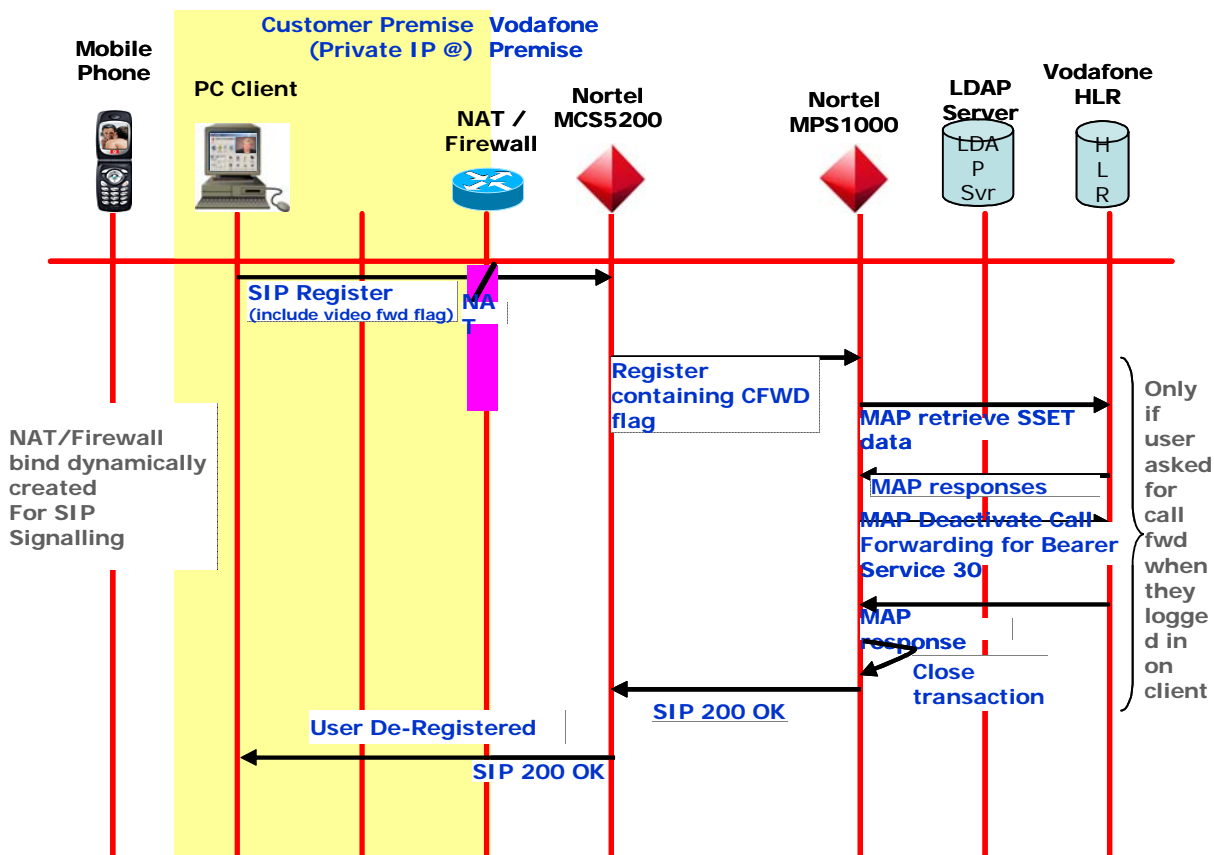 Customer Premise
(Private IP @)
Vodafone
Premise
Mobile
Phone
PC Client
NAT /
Firewall
Nortel
MCS5200
Nortel
MPS1000
LDAP
Server
Vodafone
HLR
LDA
P
Svr
H
L
R
SIP Register
(include video fwd flag)
NA
T
Register
containing CFWD
flag
MAP retrieve SSET
data
MAP responses
MAP Deactivate Call
Forwarding for Bearer
Service 30
MAP
response
Close
transaction
SIP 200 OK
User De-Registered
SIP 200 OK
NAT/Firewall
bind dynamically
created
For SIP
Signalling
Only
if
user
asked
for
call
fwd
when
they
logge
d in
on
client